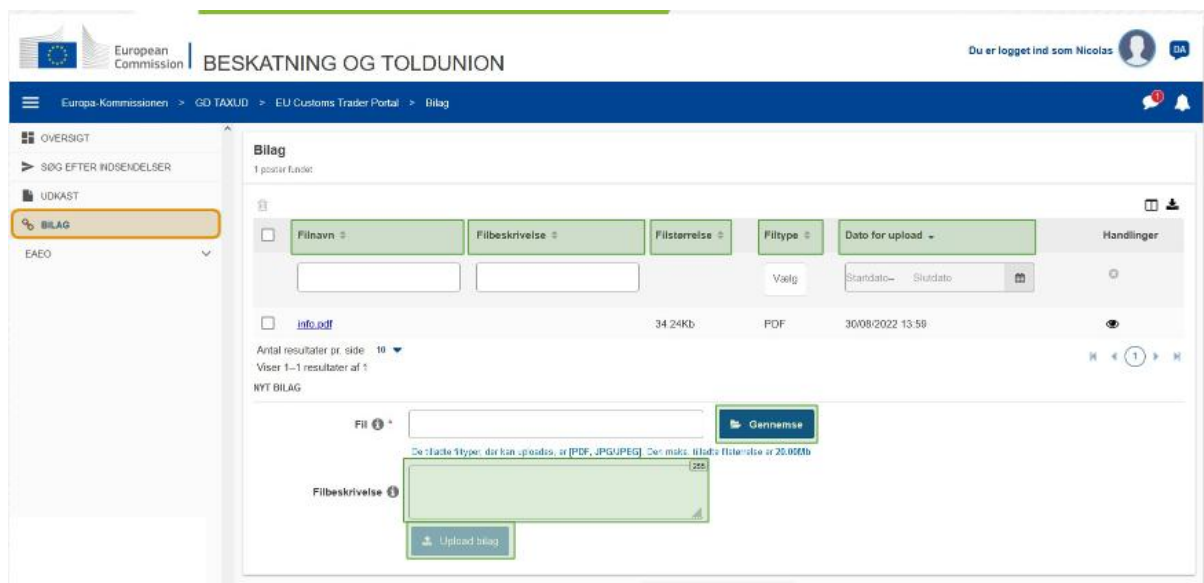 European
Commission
BESKATNING OG TOLDUNION
Du er logget ind som Nicolas
DA
Europa-Kommissionen > GD TAXUD > EU Customs Trader Portal > Bilag
1
OVERSIGT
SØG EFTER INDSENDELSER
UDKAST
BILAG
EAEO
Bilag
1 poster fundet
Filnavn Filbeskrivelse Filstørrelse Filtype Dato for upload Handlinger
Vælg Startdato– Slutdato
info.pdf 34.24Kb PDF 30/08/2022 13:59
Antal resultater pr. side 10
Viser 1–1 resultater af 1
1
NYT BILAG
Fil *
Gennemse
De tilladte filtyper, der kan uploades, er [PDF, JPG/JPEG]. Den maks. tilladte filstørrelse er 20.00Mb
255
Filbeskrivelse
Upload bilag